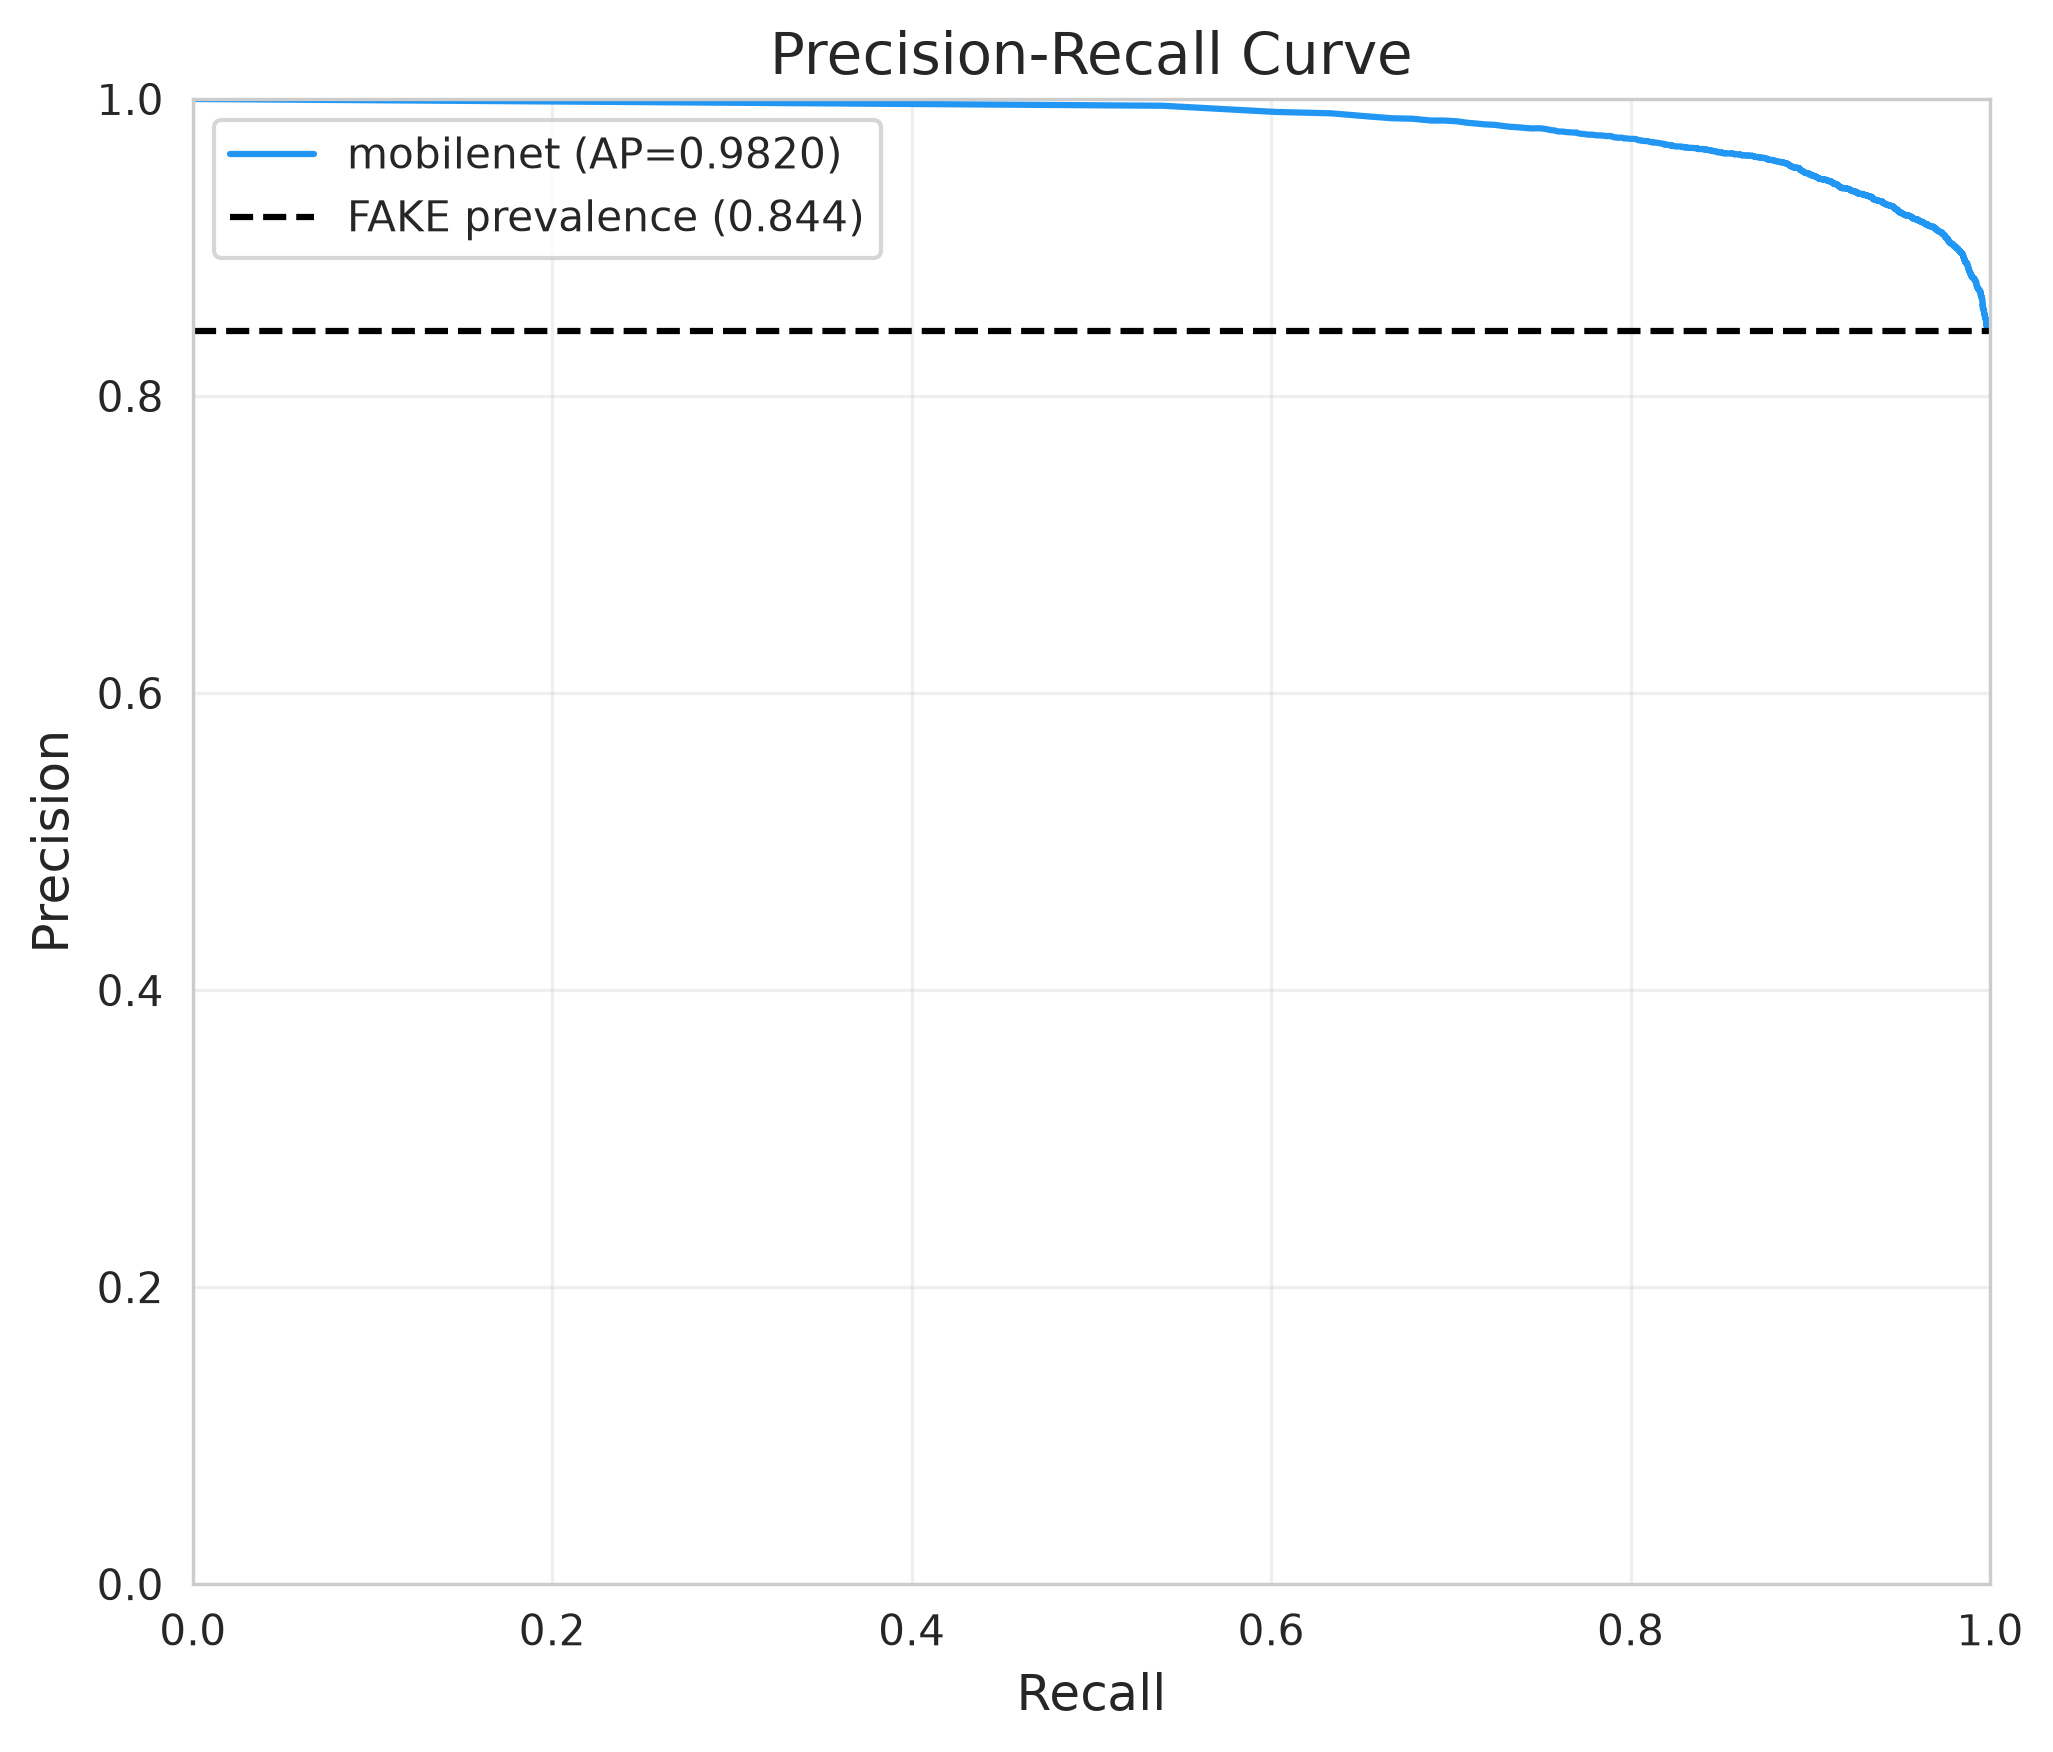 Precision-Recall Curve
mobilenet (AP=0.9820)
FAKE prevalence (0.844)
Precision
1.0
0.8
0.6
0.4
0.2
0.0
0.0 0.2 0.4 0.6 0.8 1.0
Recall